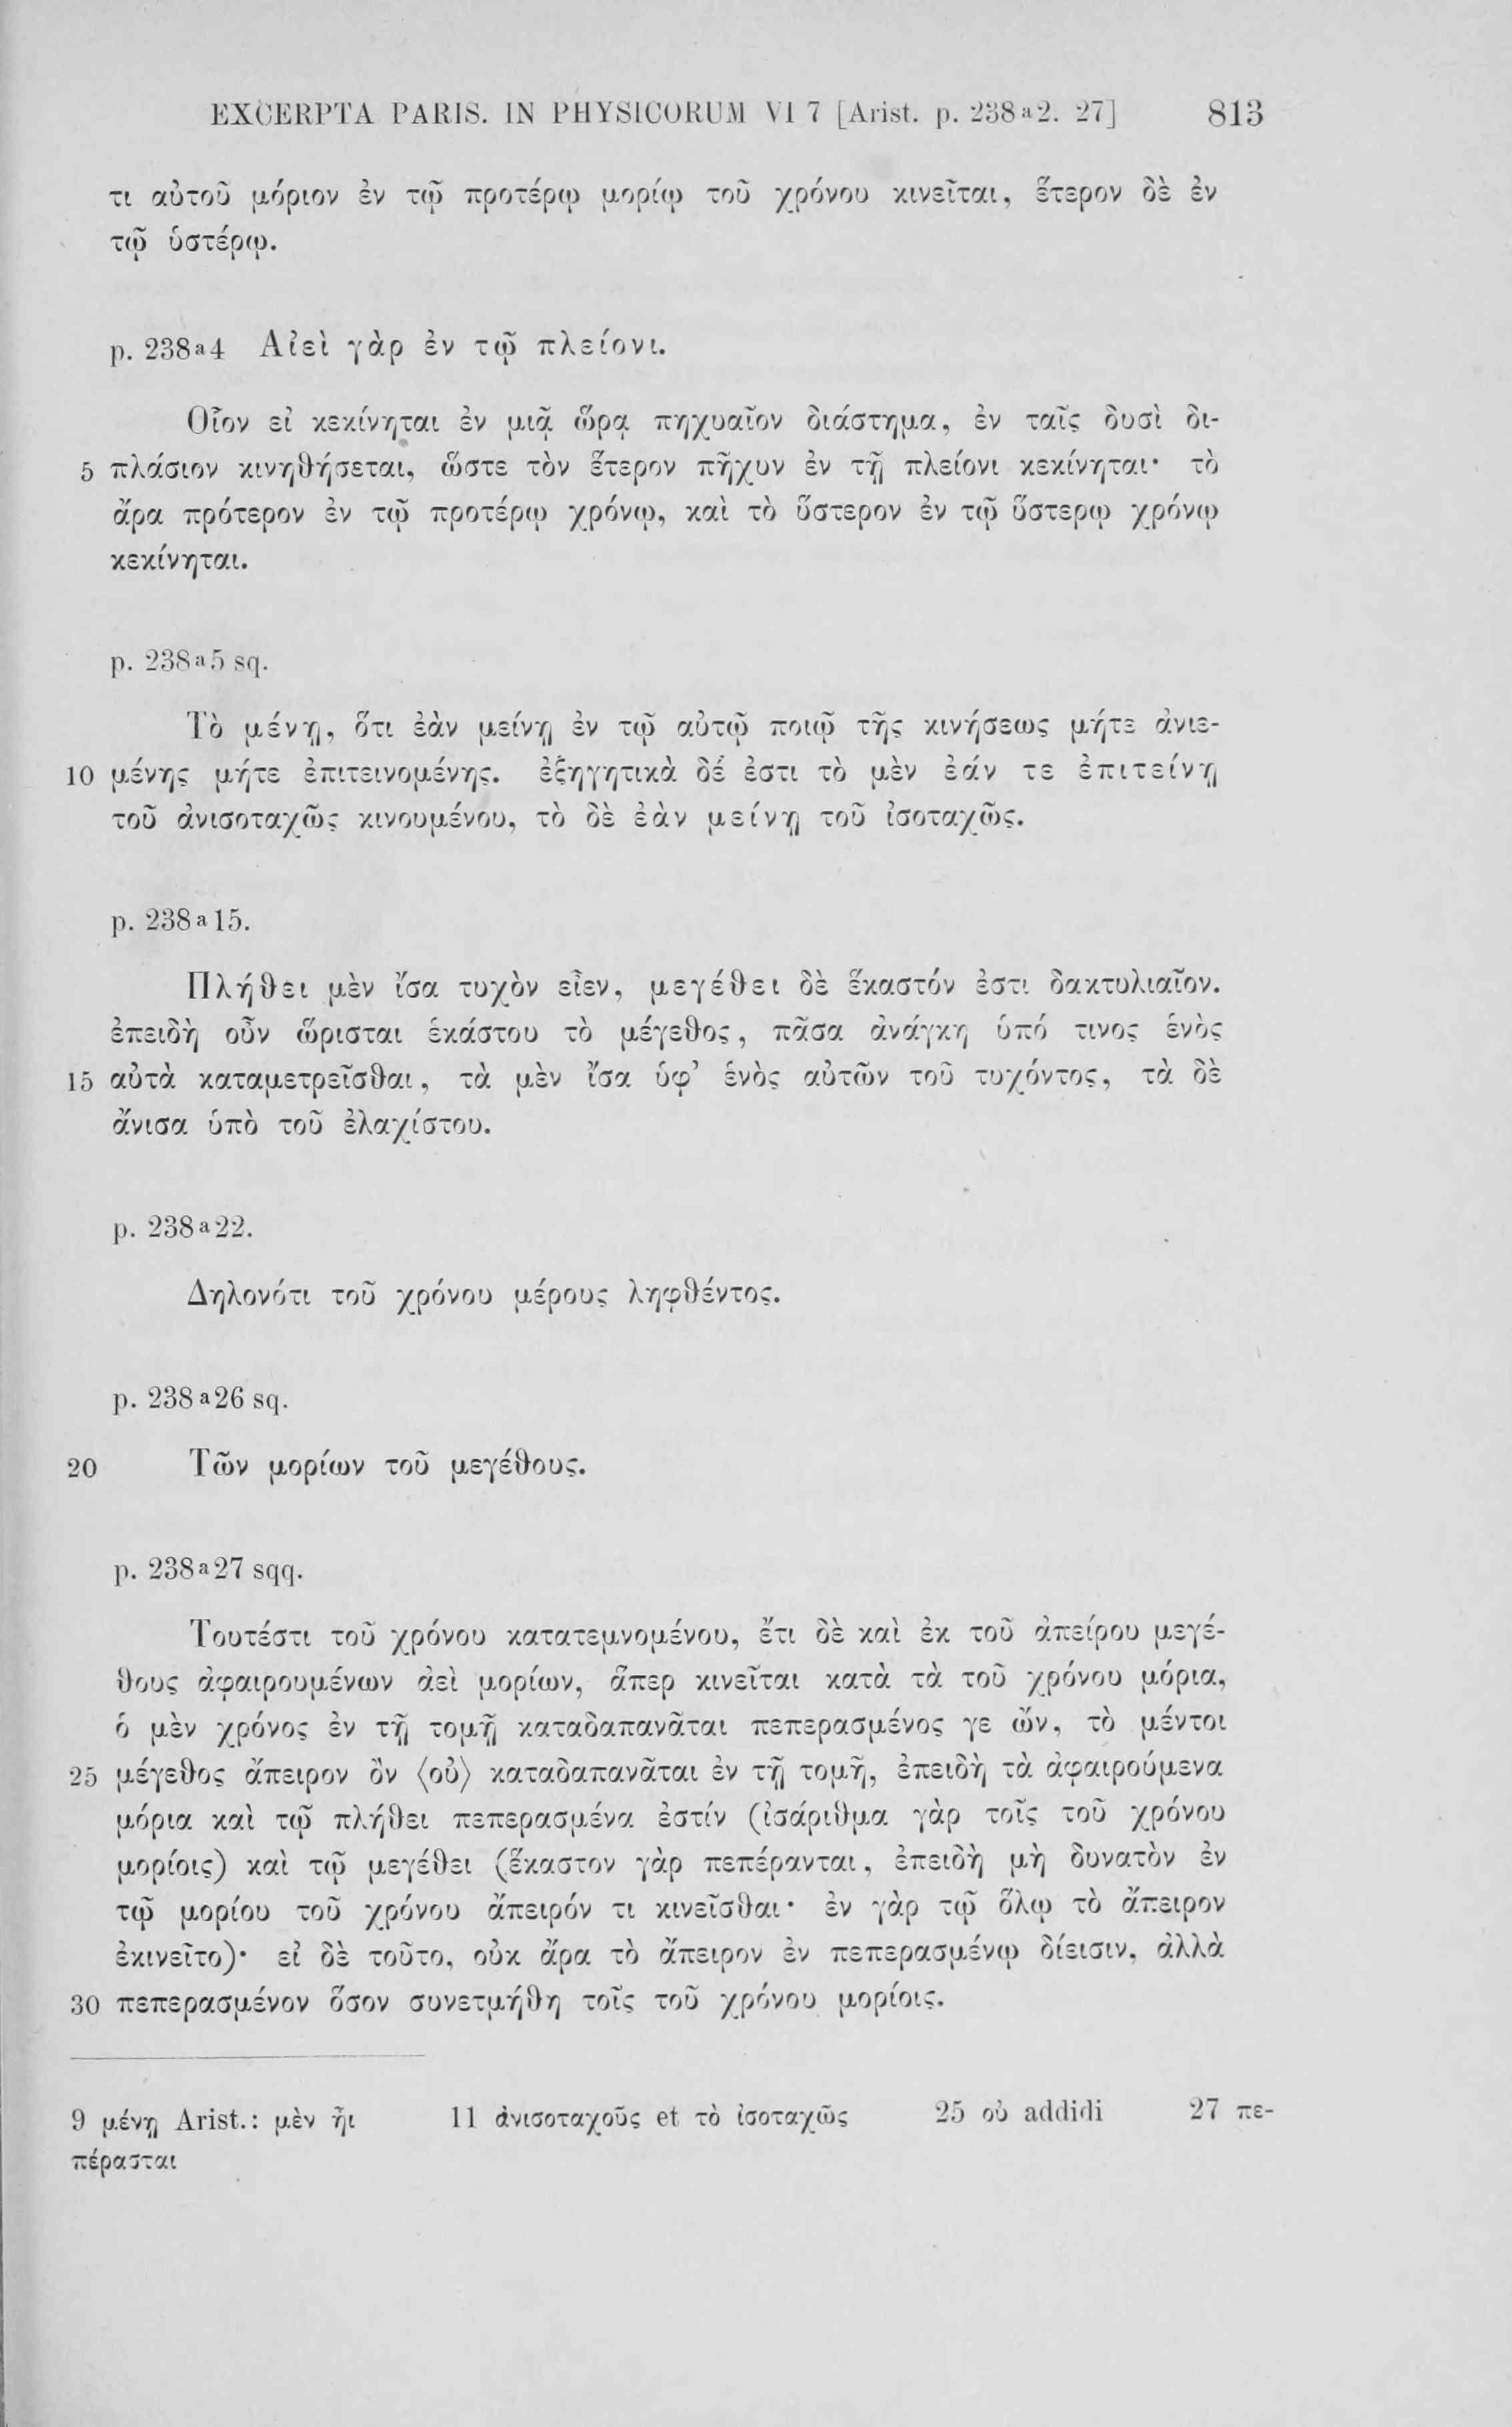 EXCERPTA PARIS. IN PHYSICORUM VI 7 [Arist. p. 238a2. 27] 813
τι αὐτοῦ μόριον ἐν τῷ προτέρῳ μορίῳ τοῦ χρόνου κινεῖται, ἕτερον δὲ ἐν
τῷ ὑστέρῳ.
p. 238a4 Αἰεὶ γὰρ ἐν τῷ πλείονι.
Οἷον εἰ κεκίνηται ἐν μιᾷ ὥρᾳ πηχυαῖον διάστημα, ἐν ταῖς δυσὶ δι-
5 πλάσιον κινηθήσεται, ὥστε τὸν ἕτερον πῆχυν ἐν τῇ πλείονι κεκίνηται· τὸ
ἄρα πρότερον ἐν τῷ προτέρῳ χρόνῳ, καὶ τὸ ὕστερον ἐν τῷ ὕστερῳ χρόνῳ
κεκίνηται.
p. 238a5 sq.
Τὸ μένῃ, ὅτι ἐὰν μείνῃ ἐν τῷ αὐτῷ ποιῷ τῆς κινήσεως μήτε ἀνιε-
10 μένης μήτε ἐπιτεινομένης. ἐξηγητικὰ δέ ἐστι τὸ μὲν ἐάν τε ἐπιτείνῃ
τοῦ ἀνισοταχῶς κινουμένου, τὸ δὲ ἐὰν μείνῃ τοῦ ἰσοταχῶς.
p. 238a15.
Πλήθει μὲν ἴσα τυχὸν εἶεν, μεγέθει δὲ ἕκαστόν ἐστι δακτυλιαῖον.
ἐπειδὴ οὖν ὥρισται ἑκάστου τὸ μέγεθος, πᾶσα ἀνάγκη ὑπό τινος ἑνὸς
15 αὐτὰ καταμετρεῖσθαι, τὰ μὲν ἴσα ὑφ’ ἑνὸς αὐτῶν τοῦ τυχόντος, τὰ δὲ
ἄνισα ὑπὸ τοῦ ἐλαχίστου.
p. 238a22.
Δηλονότι τοῦ χρόνου μέρους ληφθέντος.
p. 238a26 sq.
20 Τῶν μορίων τοῦ μεγέθους.
p. 238a27 sqq.
Τουτέστι τοῦ χρόνου κατατεμνομένου, ἔτι δὲ καὶ ἐκ τοῦ ἀπείρου μεγέ-
θους ἀφαιρουμένων ἀεὶ μορίων, ἅπερ κινεῖται κατὰ τὰ τοῦ χρόνου μόρια,
ὁ μὲν χρόνος ἐν τῇ τομῇ καταδαπανᾶται πεπερασμένος γε ὤν, τὸ μέντοι
25 μέγεθος ἄπειρον ὂν ⟨οὐ⟩ καταδαπανᾶται ἐν τῇ τομῇ, ἐπειδὴ τὰ ἀφαιρούμενα
μόρια καὶ τῷ πλήθει πεπερασμένα ἐστίν (ἰσάριθμα γὰρ τοῖς τοῦ χρόνου
μορίοις) καὶ τῷ μεγέθει (ἕκαστον γὰρ πεπέρανται, ἐπειδὴ μὴ δυνατὸν ἐν
τῷ μορίου τοῦ χρόνου ἄπειρόν τι κινεῖσθαι· ἐν γὰρ τῷ ὅλῳ τὸ ἄπειρον
ἐκινεῖτο)· εἰ δὲ τοῦτο, οὐκ ἄρα τὸ ἄπειρον ἐν πεπερασμένῳ δίεισιν, ἀλλὰ
30 πεπερασμένον ὅσον συνετμήθη τοῖς τοῦ χρόνου μορίοις.
9 μένῃ Arist.: μὲν ἦι 11 ἀνισοταχοῦς et τὸ ἰσοταχῶς 25 οὐ addidi 27 πε-
πέρασται